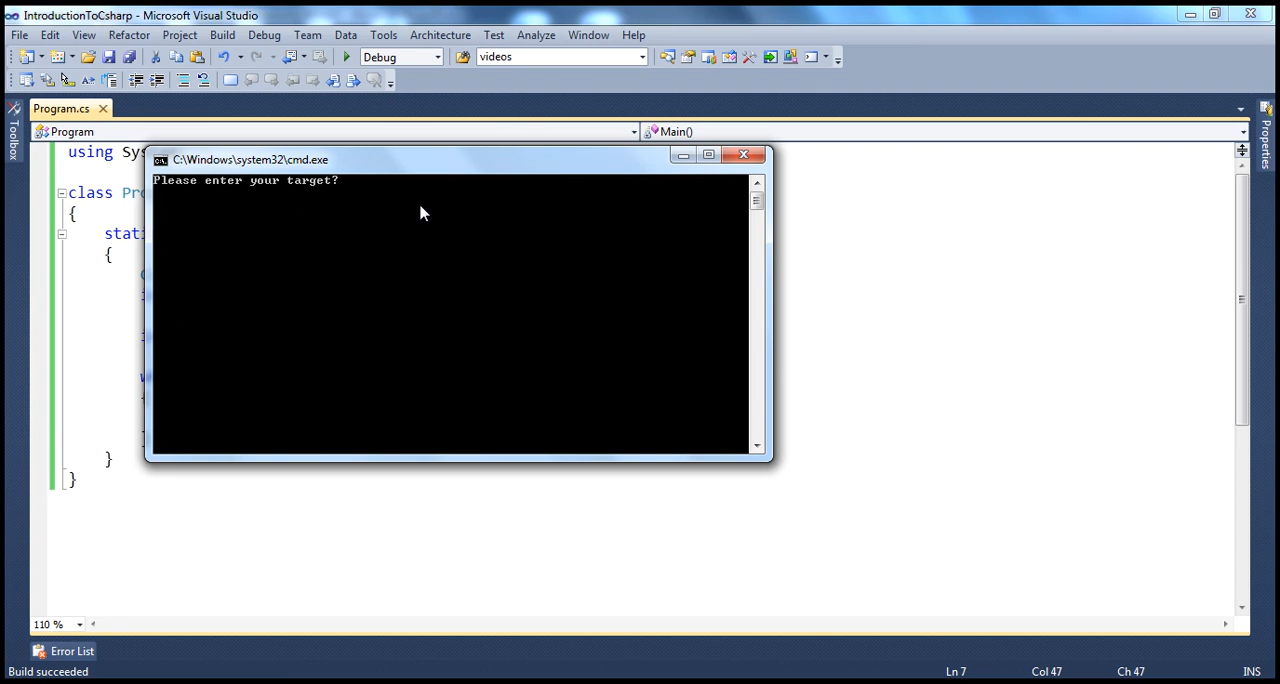 IntroductionToCsharp - Microsoft Visual Studio
File Edit View Refactor Project Build Debug Team Data Tools Architecture Test Analyze Window Help
Debug videos
Program.cs
Toolbox
Properties
Program Main()
using Sys
C:\Windows\system32\cmd.exe
Please enter your target?
class Pro
{
stati
{
}
}
110 %
Error List
Build succeeded Ln 7 Col 47 Ch 47 INS